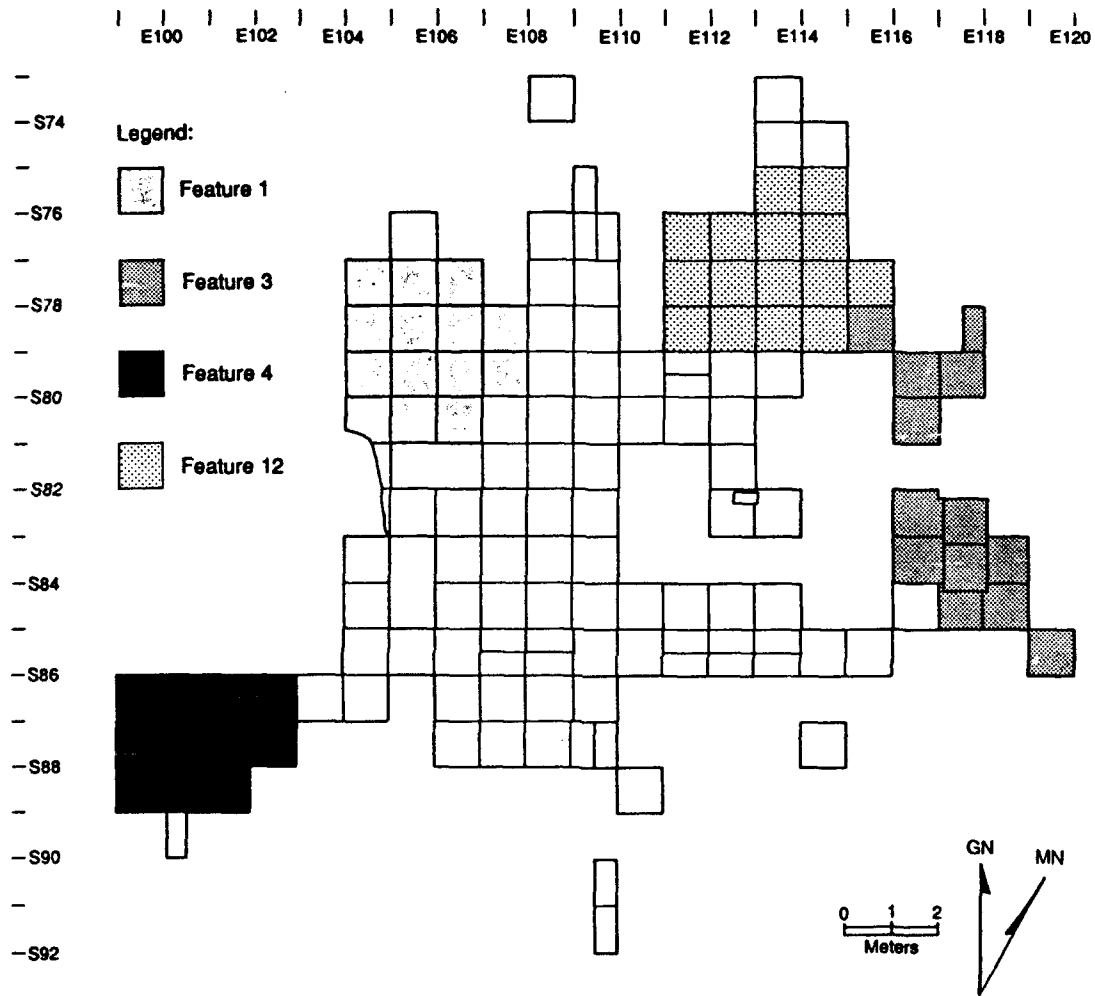 E100 E102 E104 E106 E108 E110 E112 E114 E116 E118 E120
S74
Legend:
Feature 1
S76
Feature 3
S78
Feature 4
S80
Feature 12
S82
S84
S86
S88
S90
GN
MN
0 1 2
Meters
S92